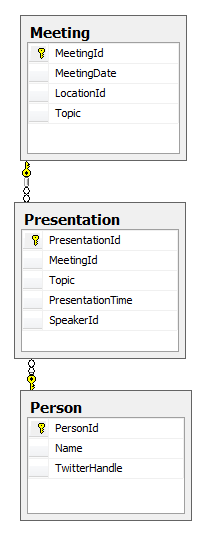 Meeting
MeetingId
MeetingDate
LocationId
Topic
Presentation
PresentationId
MeetingId
Topic
PresentationTime
SpeakerId
Person
PersonId
Name
TwitterHandle